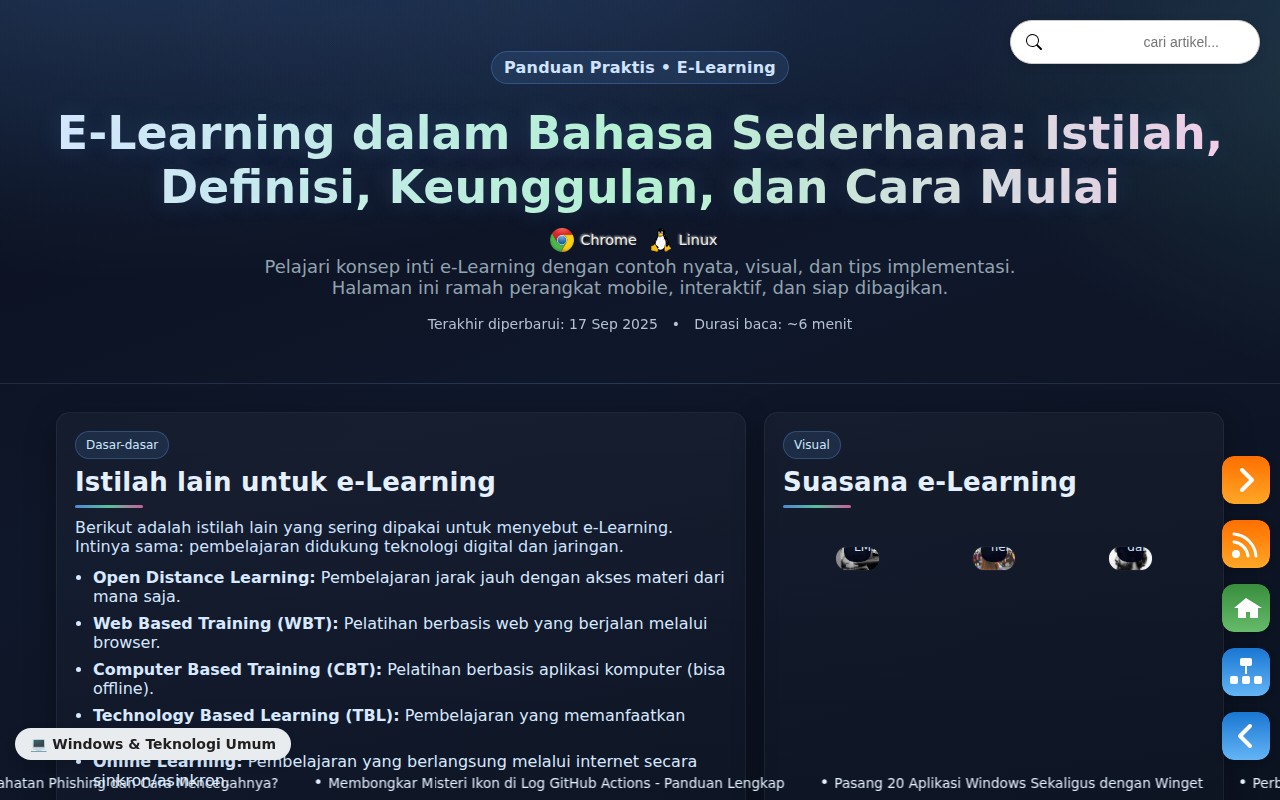 cari artikel...
Panduan Praktis • E-Learning
E-Learning dalam Bahasa Sederhana: Istilah,
Definisi, Keunggulan, dan Cara Mulai
Chrome Linux
Pelajari konsep inti e-Learning dengan contoh nyata, visual, dan tips implementasi.
Halaman ini ramah perangkat mobile, interaktif, dan siap dibagikan.
Terakhir diperbarui: 17 Sep 2025 • Durasi baca: ~6 menit
Dasar-dasar
Istilah lain untuk e-Learning
Berikut adalah istilah lain yang sering dipakai untuk menyebut e-Learning.
Intinya sama: pembelajaran didukung teknologi digital dan jaringan.
• Open Distance Learning: Pembelajaran jarak jauh dengan akses materi dari
mana saja.
• Web Based Training (WBT): Pelatihan berbasis web yang berjalan melalui
browser.
• Computer Based Training (CBT): Pelatihan berbasis aplikasi komputer (bisa
offline).
• Technology Based Learning (TBL): Pembelajaran yang memanfaatkan
• Online Learning: Pembelajaran yang berlangsung melalui internet secara
sinkron/asinkron.
Visual
Suasana e-Learning
💻 Windows & Teknologi Umum
ahatan Phishing dan Cara Mencegahnya? • Membongkar Misteri Ikon di Log GitHub Actions - Panduan Lengkap • Pasang 20 Aplikasi Windows Sekaligus dengan Winget •